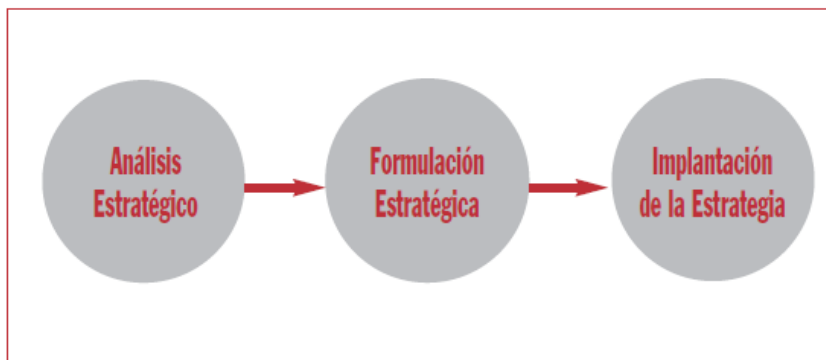 Análisis
Estratégico
Formulación
Estratégica
Implantación
de la Estrategia